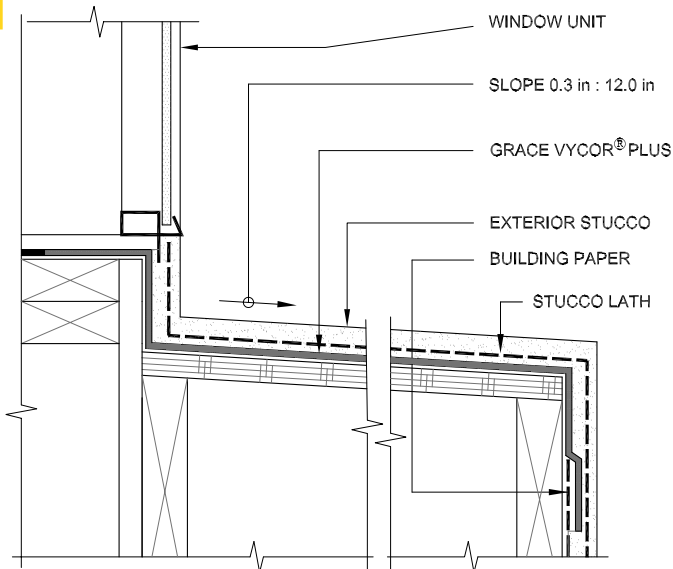 WINDOW UNIT
SLOPE 0.3 in : 12.0 in
GRACE VYCOR® PLUS
EXTERIOR STUCCO
BUILDING PAPER
STUCCO LATH